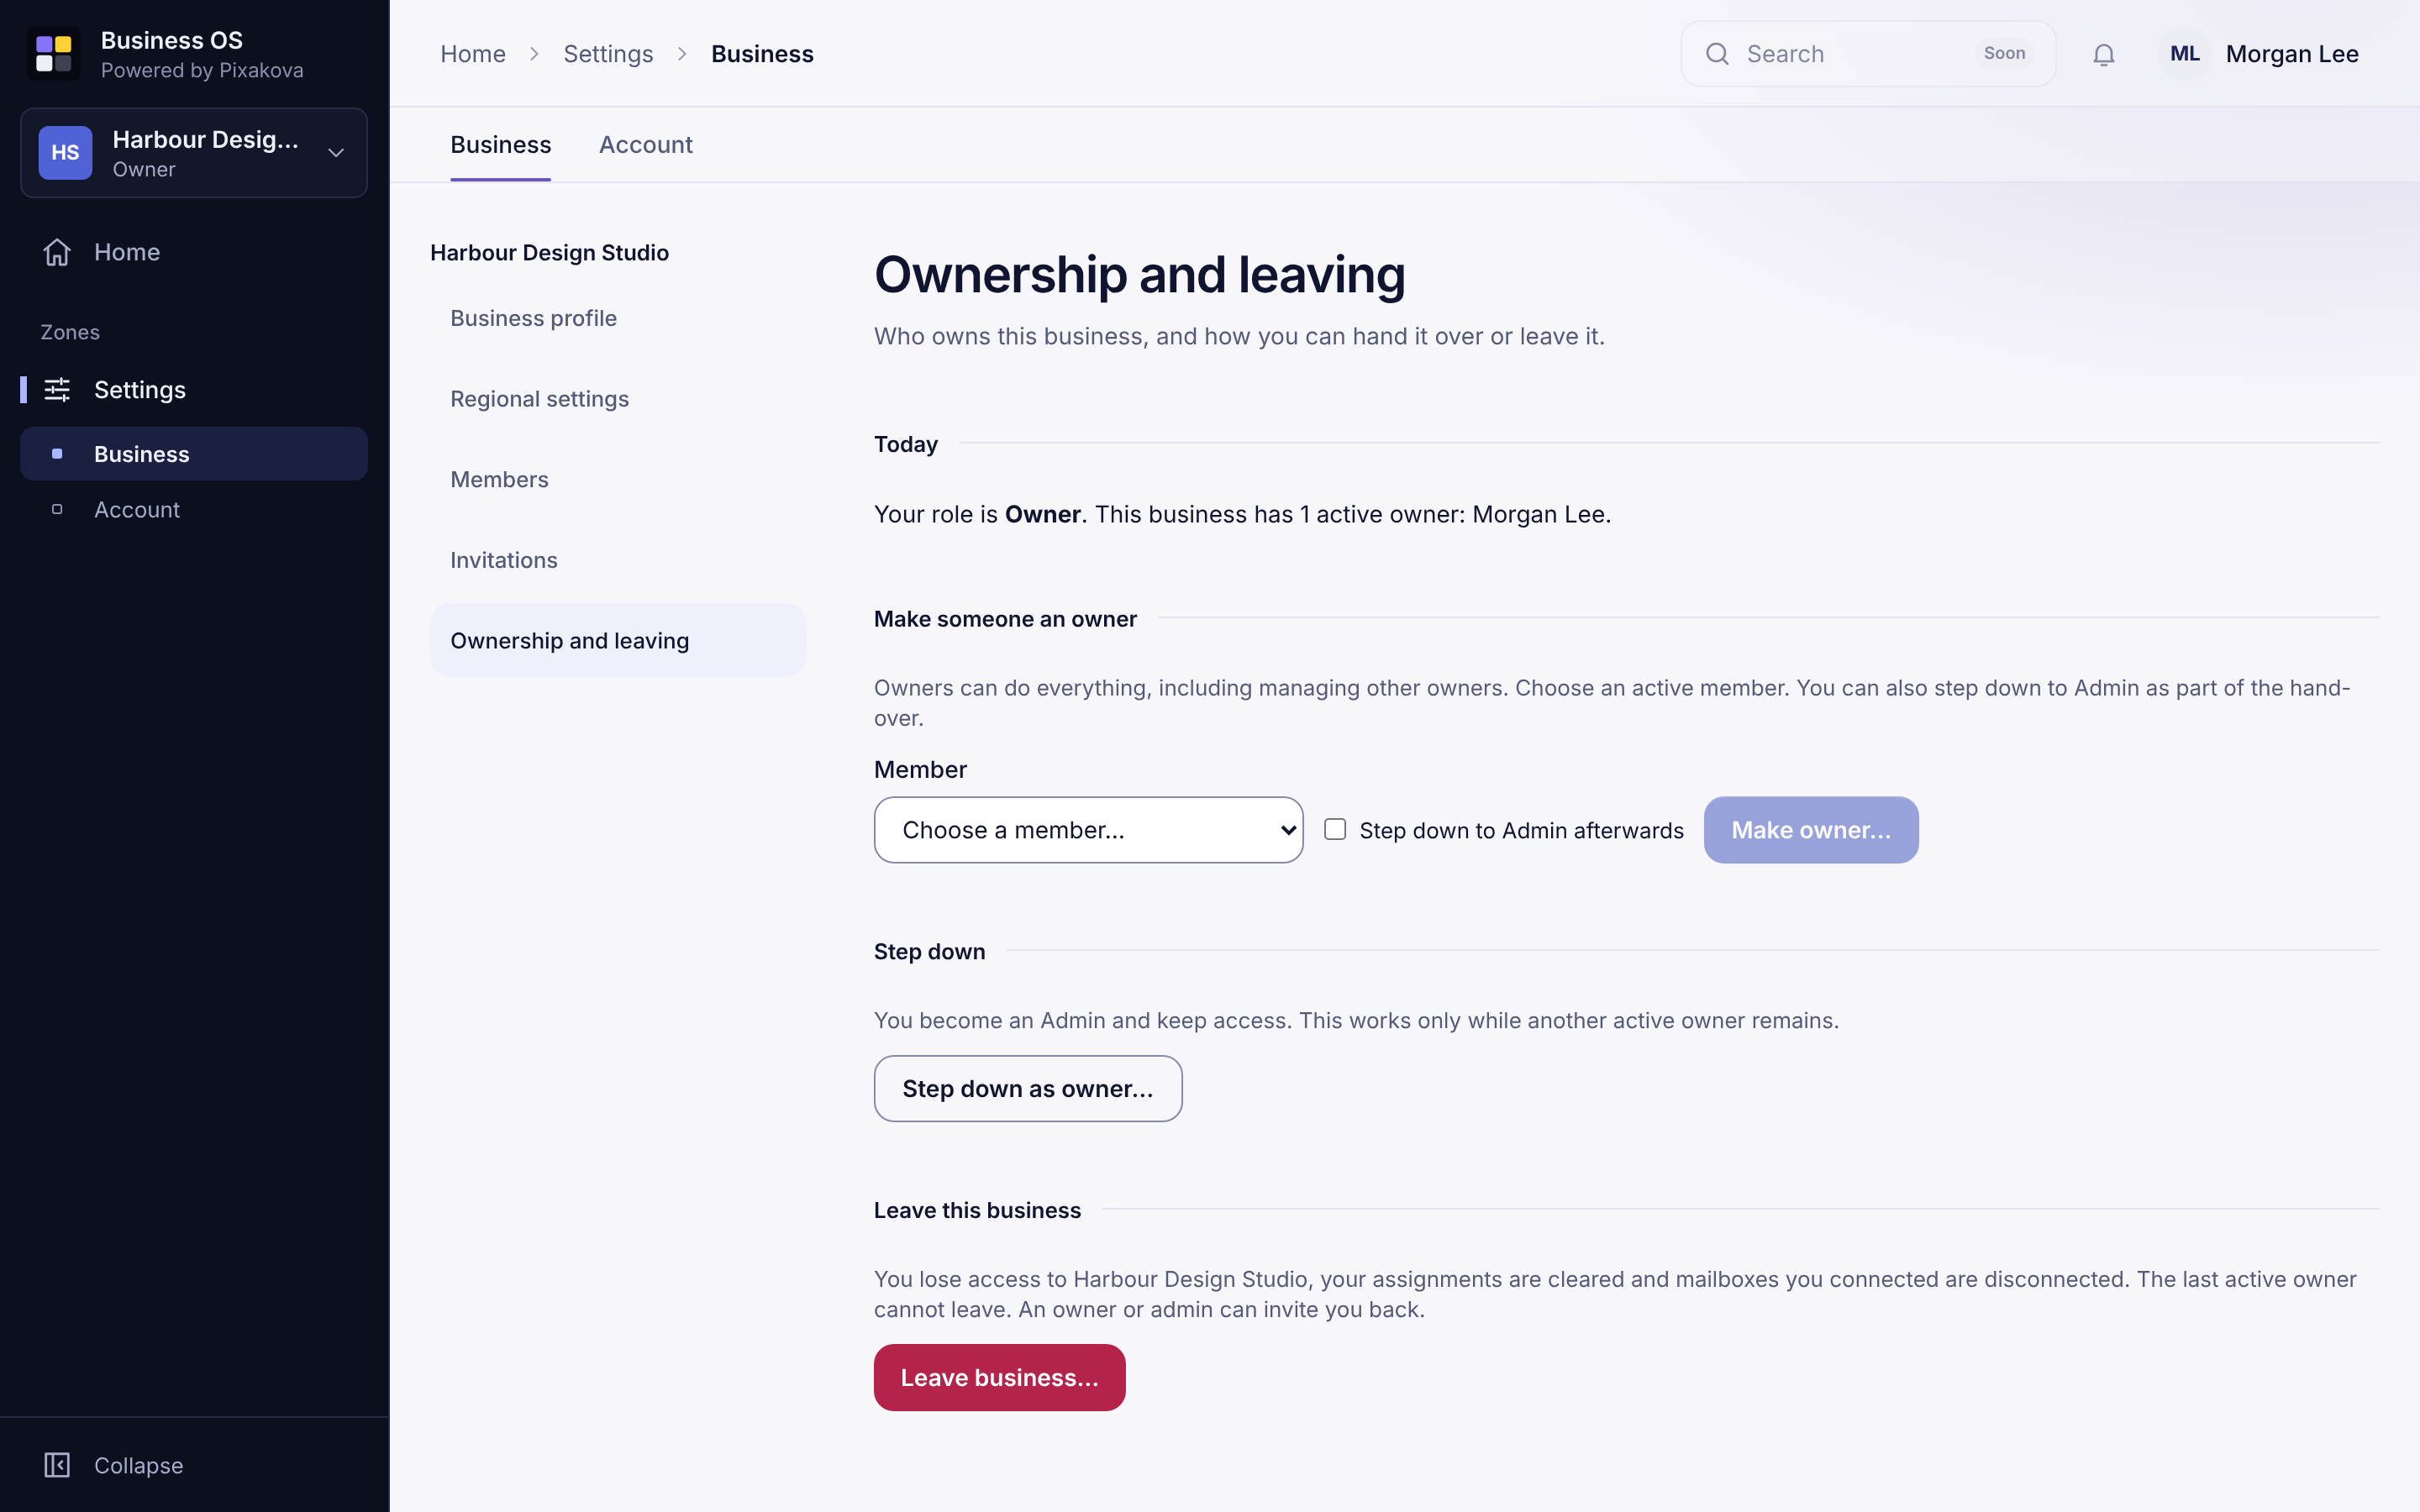 Business OS
Powered by Pixakova
HS
Harbour Desig...
Owner
Home
Zones
Settings
Business
Account
Collapse
Home
Settings
Business
Search
Soon
ML
Morgan Lee
Business
Account
Harbour Design Studio
Business profile
Regional settings
Members
Invitations
Ownership and leaving
Ownership and leaving
Who owns this business, and how you can hand it over or leave it.
Today
Your role is Owner. This business has 1 active owner: Morgan Lee.
Make someone an owner
Owners can do everything, including managing other owners. Choose an active member. You can also step down to Admin as part of the hand-
over.
Member
Choose a member...
Step down to Admin afterwards
Make owner...
Step down
You become an Admin and keep access. This works only while another active owner remains.
Step down as owner...
Leave this business
You lose access to Harbour Design Studio, your assignments are cleared and mailboxes you connected are disconnected. The last active owner
cannot leave. An owner or admin can invite you back.
Leave business...